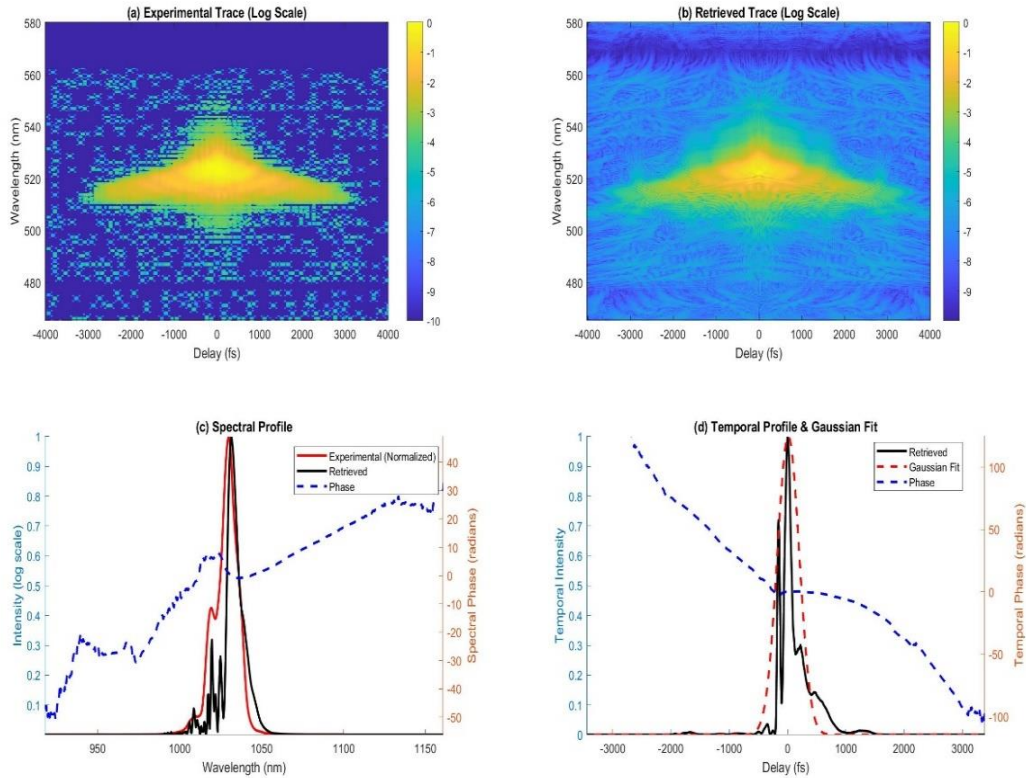 (a) Experimental Trace (Log Scale)
580
560
540
520
500
480
Wavelength (nm)
-4000 -3000 -2000 -1000 0 1000 2000 3000 4000
Delay (fs)
0
-1
-2
-3
-4
-5
-6
-7
-8
-9
-10
(b) Retrieved Trace (Log Scale)
580
560
540
520
500
480
Wavelength (nm)
-4000 -3000 -2000 -1000 0 1000 2000 3000 4000
Delay (fs)
0
-1
-2
-3
-4
-5
-6
-7
-8
-9
(c) Spectral Profile
1
0.9
0.8
0.7
0.6
0.5
0.4
0.3
0.2
0.1
Intensity (log scale)
950 1000 1050 1100 1150
Wavelength (nm)
Experimental (Normalized)
Retrieved
Phase
40
30
20
10
0
-10
-20
-30
-40
-50
Spectral Phase (radians)
(d) Temporal Profile & Gaussian Fit
1
0.9
0.8
0.7
0.6
0.5
0.4
0.3
0.2
0.1
0
Temporal Intensity
-3000 -2000 -1000 0 1000 2000 3000
Delay (fs)
Retrieved
Gaussian Fit
Phase
100
50
0
-50
-100
Temporal Phase (radians)